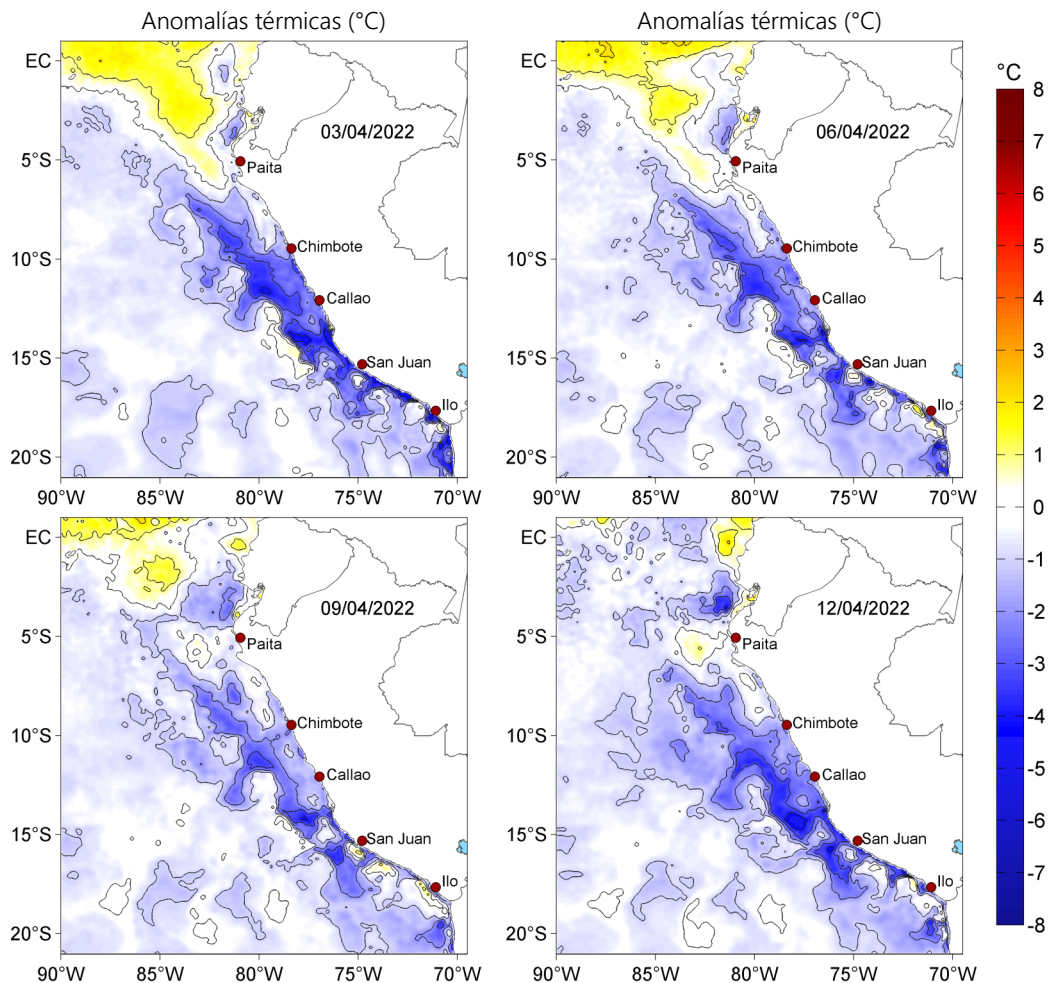 Anomalías térmicas (°C)
Anomalías térmicas (°C)
EC
5°S
10°S
15°S
20°S
03/04/2022
Paita
Chimbote
Callao
San Juan
Ilo
90°W
85°W
80°W
75°W
70°W
EC
5°S
10°S
15°S
20°S
06/04/2022
Paita
Chimbote
Callao
San Juan
Ilo
90°W
85°W
80°W
75°W
70°W
EC
5°S
10°S
15°S
20°S
09/04/2022
Paita
Chimbote
Callao
San Juan
Ilo
90°W
85°W
80°W
75°W
70°W
EC
5°S
10°S
15°S
20°S
12/04/2022
Paita
Chimbote
Callao
San Juan
Ilo
90°W
85°W
80°W
75°W
70°W
°C
8
7
6
5
4
3
2
1
0
-1
-2
-3
-4
-5
-6
-7
-8